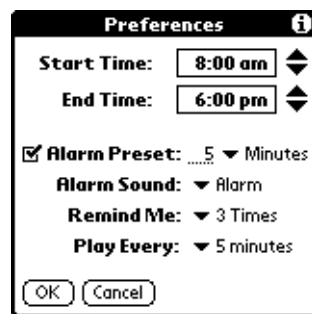 Preferences i
Start Time: 8:00 am
End Time: 6:00 pm
Alarm Preset: 5 Minutes
Alarm Sound: Alarm
Remind Me: 3 Times
Play Every: 5 minutes
OK Cancel